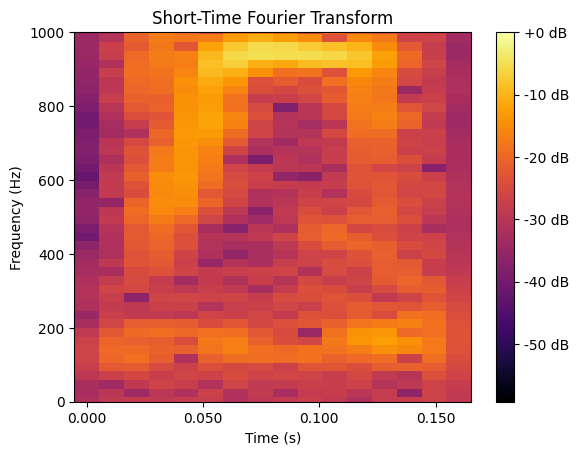 Short-Time Fourier Transform
1000
800
600
400
200
0
Frequency (Hz)
0.000
0.050
0.100
0.150
Time (s)
+0 dB
-10 dB
-20 dB
-30 dB
-40 dB
-50 dB